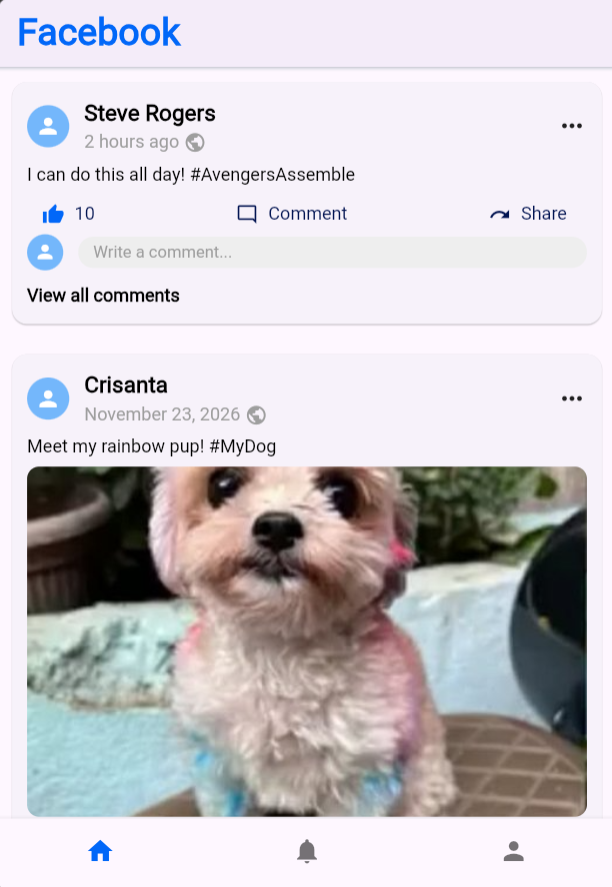 Facebook
Steve Rogers
2 hours ago
I can do this all day! #AvengersAssemble
10 Comment Share
Write a comment...
View all comments
Crisanta
November 23, 2026
Meet my rainbow pup! #MyDog